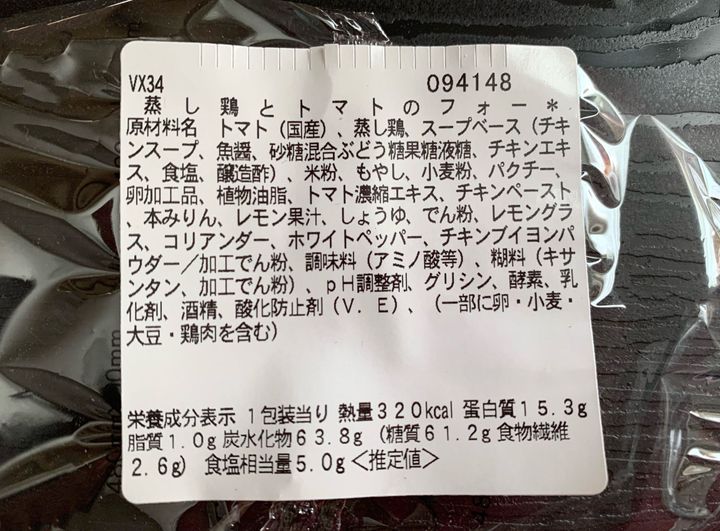 VX34 094148
蒸し鶏とトマトのフォー＊
原材料名 トマト（国産）、蒸し鶏、スープベース（チキ
ンスープ、魚醤、砂糖混合ぶどう糖果糖液糖、チキンエキ
ス、食塩、醸造酢）、米粉、もやし、小麦粉、パクチー、
卵加工品、植物油脂、トマト濃縮エキス、チキンペースト
、本みりん、レモン果汁、しょうゆ、でん粉、レモングラ
ス、コリアンダー、ホワイトペッパー、チキンブイヨンパ
ウダー／加工でん粉、調味料（アミノ酸等）、糊料（キサ
ンタン、加工でん粉）、ｐＨ調整剤、グリシン、酵素、乳
化剤、酒精、酸化防止剤（Ｖ．Ｅ）、（一部に卵・小麦・
大豆・鶏肉を含む）
栄養成分表示 １包装当り 熱量３２０kcal 蛋白質１５.３g
脂質１.０g 炭水化物６３.８g （糖質６１.２g 食物繊維
２.６g） 食塩相当量５.０g＜推定値＞